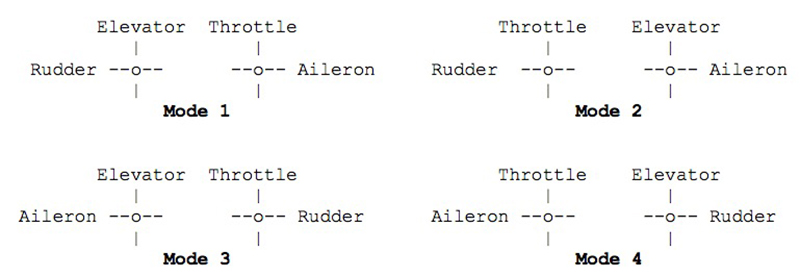 Elevator Throttle
Rudder --o-- --o-- Aileron
Mode 1
Throttle Elevator
Rudder --o-- --o-- Aileron
Mode 2
Elevator Throttle
Aileron --o-- --o-- Rudder
Mode 3
Throttle Elevator
Aileron --o-- --o-- Rudder
Mode 4